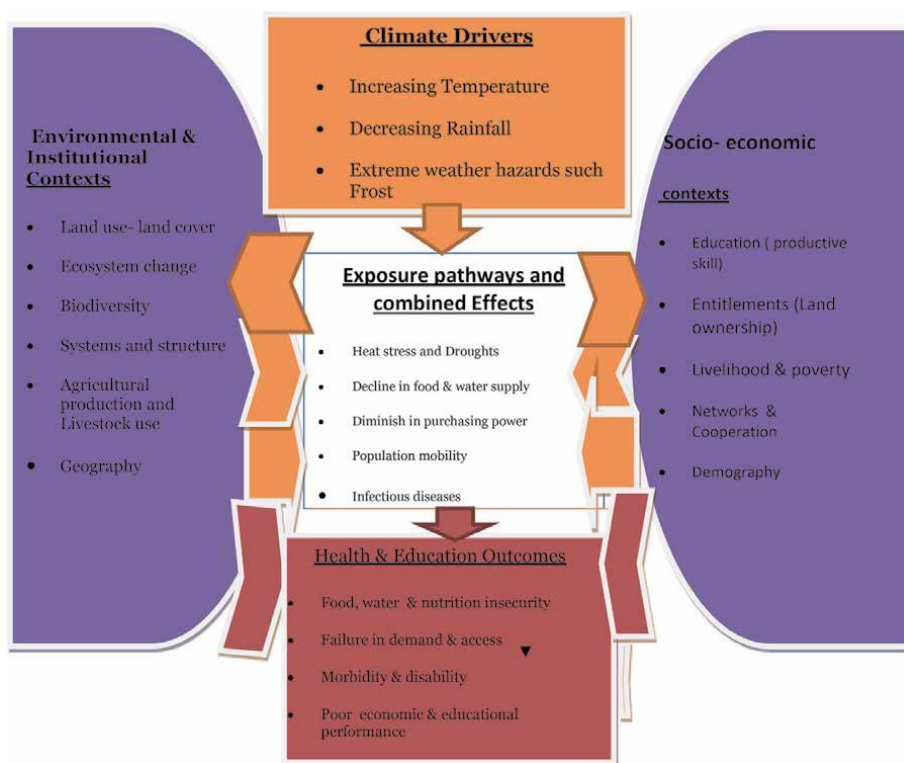 Climate Drivers
• Increasing Temperature
• Decreasing Rainfall
• Extreme weather hazards such
Frost
Environmental &
Institutional
Contexts
• Land use- land cover
• Ecosystem change
• Biodiversity
• Systems and structure
• Agricultural
production and
Livestock use
• Geography
Exposure pathways and
combined Effects
• Heat stress and Droughts
• Decline in food & water supply
• Diminish in purchasing power
• Population mobility
• Infectious diseases
Socio- economic
contexts
• Education ( productive
skill)
• Entitlements (Land
ownership)
• Livelihood & poverty
• Networks &
Cooperation
• Demography
Health & Education Outcomes
• Food, water & nutrition insecurity
• Failure in demand & access
• Morbidity & disability
• Poor economic & educational
performance